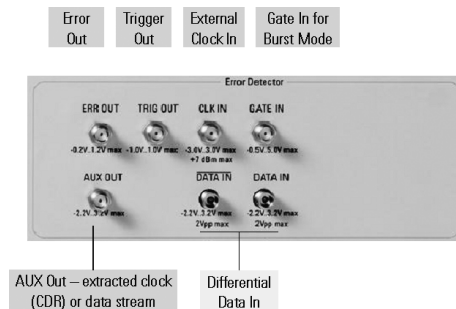 Error Out
Trigger Out
External Clock In
Gate In for Burst Mode
Error Detector
ERR OUT TRIG OUT CLK IN GATE IN
-0.2V..1.2V max -1.0V..1.0V max -3.0V..3.0V max -0.5V..5.0V max
+7 dBm max
AUX OUT DATA IN DATA IN
-2.2V..3.2V max -2.2V..3.2V max -2.2V..3.2V max
2Vpp max 2Vpp max
AUX Out – extracted clock
(CDR) or data stream
Differential
Data In